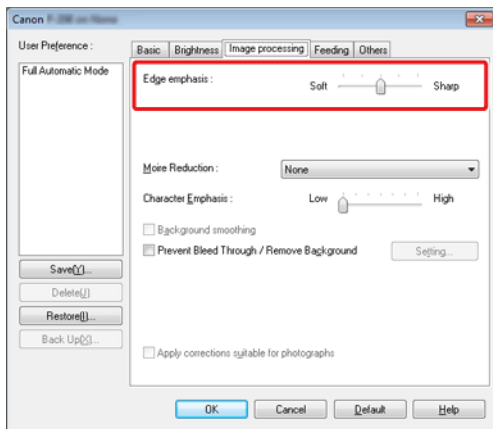 Canon on None
User Preference :
Full Automatic Mode
Save(Y)...
Delete(J)
Restore(I)...
Back Up(X)...
Basic Brightness Image processing Feeding Others
Edge emphasis : Soft Sharp
Moire Reduction : None
Character Emphasis : Low High
Background smoothing
Prevent Bleed Through / Remove Background Setting...
Apply corrections suitable for photographs
OK Cancel Default Help